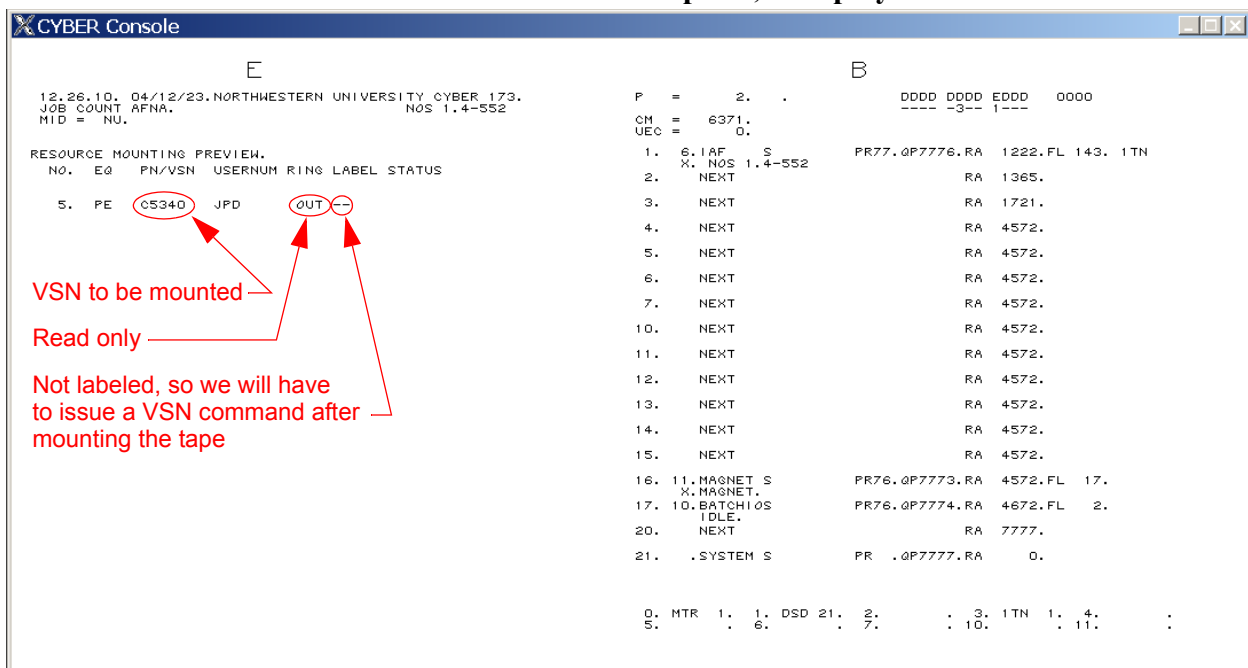 CYBER Console
E
12.26.10. 04/12/23.NORTHWESTERN UNIVERSITY CYBER 173.
JOB COUNT AFNA. NOS 1.4-552
MID = NU.
RESOURCE MOUNTING PREVIEW.
NO. EQ PN/VSN USERNUM RING LABEL STATUS
5. PE C5340 JPD OUT --
VSN to be mounted
Read only
Not labeled, so we will have
to issue a VSN command after
mounting the tape
B
P = 2. . DDDD DDDD EDDD 0000
---- -3-- 1---
CM = 6371.
UEC = 0.
1. 6.IAF S PR77.QP7776.RA 1222.FL 143. 1TN
X. NOS 1.4-552
2. NEXT RA 1365.
3. NEXT RA 1721.
4. NEXT RA 4572.
5. NEXT RA 4572.
6. NEXT RA 4572.
7. NEXT RA 4572.
10. NEXT RA 4572.
11. NEXT RA 4572.
12. NEXT RA 4572.
13. NEXT RA 4572.
14. NEXT RA 4572.
15. NEXT RA 4572.
16. 11.MAGNET S PR76.QP7773.RA 4572.FL 17.
X.MAGNET.
17. 10.BATCHIOS PR76.QP7774.RA 4672.FL 2.
IDLE.
20. NEXT RA 7777.
21. .SYSTEM S PR .QP7777.RA 0.
0. MTR 1. 1. DSD 21. 2. . 3. 1TN 1. 4. .
5. . 6. . 7. . 10. . 11. .